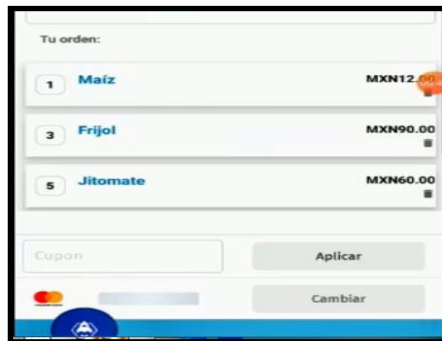 Tu orden:
1 Maíz MXN12.00
3 Frijol MXN90.00
5 Jitomate MXN60.00
Cupon Aplicar
Cambiar